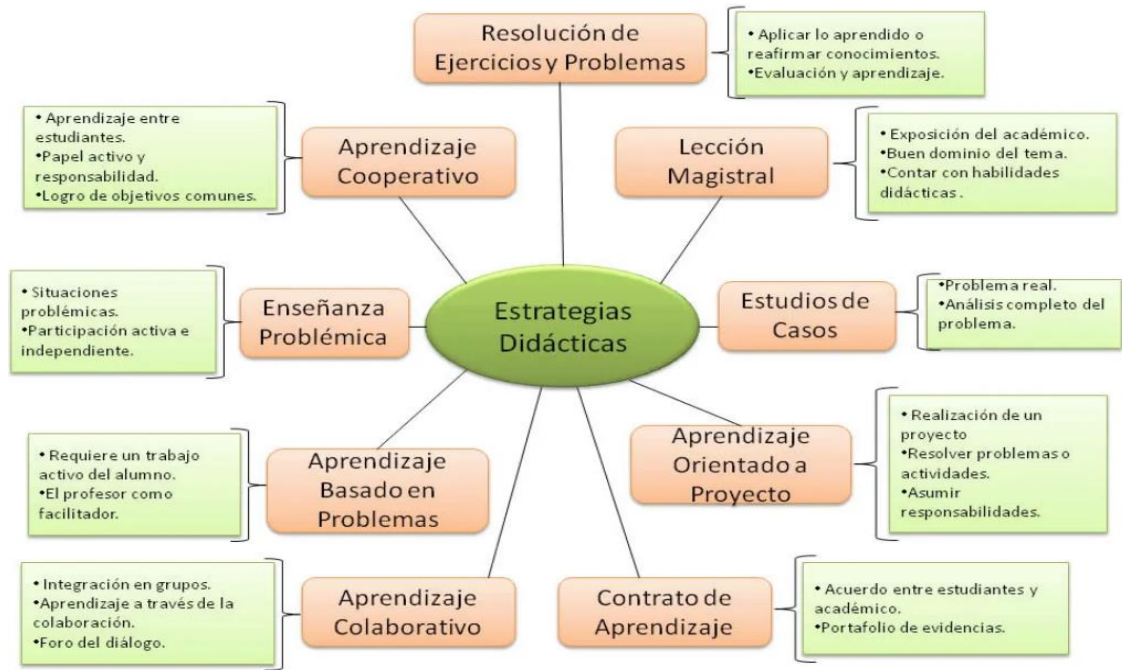 Resolución de
Ejercicios y Problemas
•Aplicar lo aprendido o
reafirmar conocimientos.
•Evaluación y aprendizaje.
•Aprendizaje entre
estudiantes.
•Papel activo y
responsabilidad.
•Logro de objetivos comunes.
Aprendizaje
Cooperativo
Lección
Magistral
•Exposición del académico.
•Buen dominio del tema.
•Contar con habilidades
didácticas .
•Situaciones
problémicas.
•Participación activa e
independiente.
Enseñanza
Problémica
Estrategias
Didácticas
Estudios de
Casos
•Problema real.
•Análisis completo del
problema.
•Requiere un trabajo
activo del alumno.
•El profesor como
facilitador.
Aprendizaje
Basado en
Problemas
Aprendizaje
Orientado a
Proyecto
•Realización de un
proyecto
•Resolver problemas o
actividades.
•Asumir
responsabilidades.
•Integración en grupos.
•Aprendizaje a través de la
colaboración.
•Foro del diálogo.
Aprendizaje
Colaborativo
Contrato de
Aprendizaje
•Acuerdo entre estudiantes y
académico.
•Portafolio de evidencias.